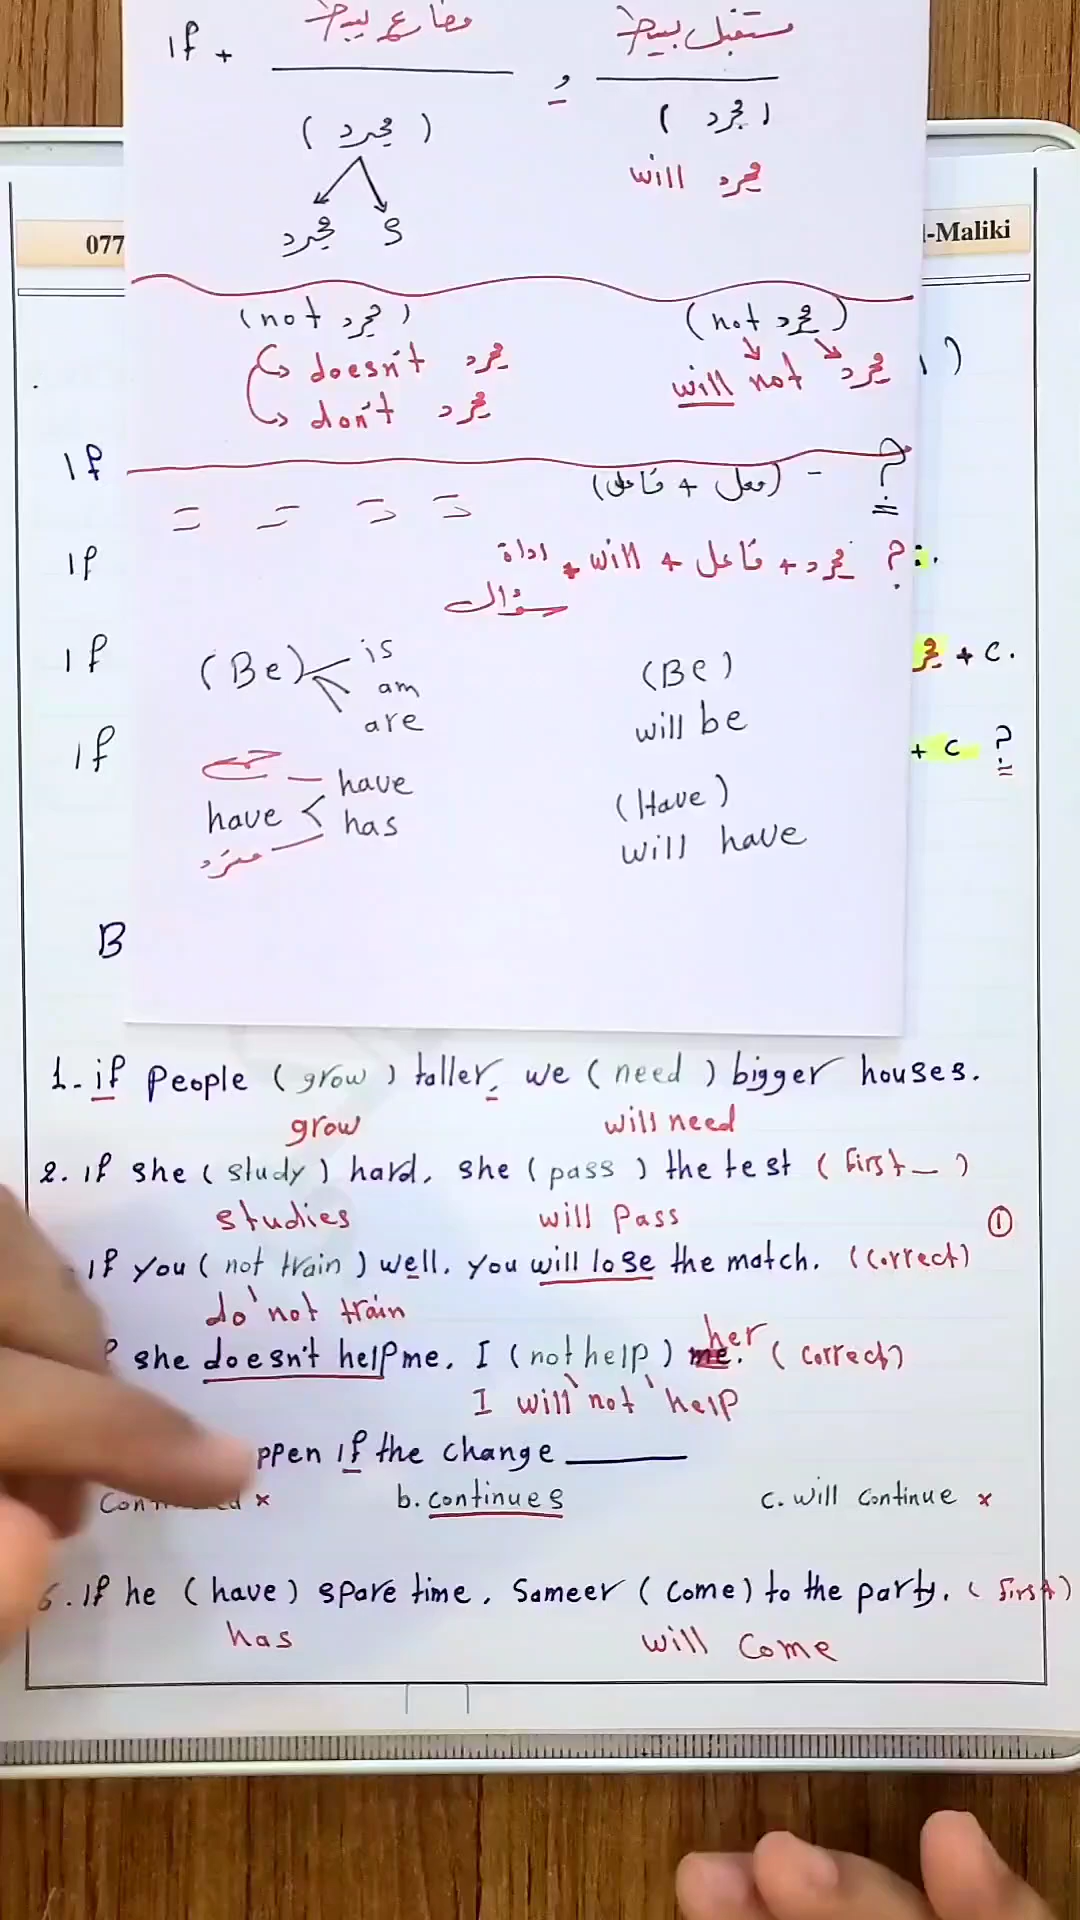 مضارع بسيط مستقبل بسيط
If + ــ , ــ
(مجرد) (مجرد)
will مجرد
مجرد s
077 -Maliki
(not مجرد) (not مجرد)
doesn't مجرد will not مجرد
don't مجرد
If
(فعل + فاعل) - ?
If اداة سؤال + will + فاعل + مجرد ?
If + c.
(Be) is am are (Be) will be
If + c ?
جمع - have (Have)
have < has will have
مفرد
B
1. if people (grow) taller, we (need) bigger houses.
grow will need
2. if she (study) hard, she (pass) the test (first _ )
studies will pass ①
If you (not train) well, you will lose the match. (correct)
do not train
she doesn't help me, I (not help) me. her (correct)
I will not help
ppen if the change ______
b. continues c. will continue x
6. If he (have) spare time, Sameer (come) to the party. (first)
has will come